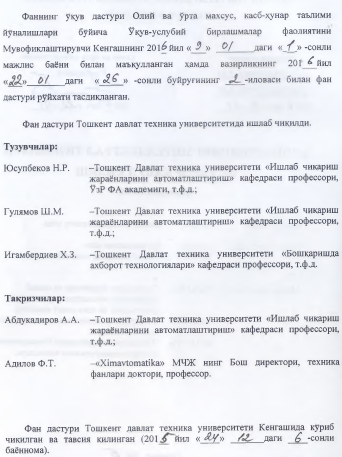 Фаннинг ўкув дастури Олий ва ўрта махсус, касб-ҳунар таълими
йўналишлари бўйича Ўкув-услубий бирлашмалар фаолиятини
Мувофиклаштирувчи Кенгашнинг 2016 йил « 9 » 01 даги « 1 » -сонли
мажлис баёни билан маъкулланган ҳамда вазирликнинг 2016 йил
«22» 01 даги « 26 » -сонли буйруғининг 2 -иловаси билан фан
дастури рўйхати тасдикланган.
Фан дастури Тошкент давлат техника университетида ишлаб чикилди.
Тузувчилар:
Юсупбеков Н.Р. –Тошкент Давлат техника университети «Ишлаб чикариш
жараёнларини автоматлаштириш» кафедраси профессори,
ЎзР ФА академиги, т.ф.д.;
Гулямов Ш.М. –Тошкент Давлат техника университети «Ишлаб чикариш
жараёнларини автоматлаштириш» кафедраси профессори,
т.ф.д.;
Игамбердиев Х.З. –Тошкент Давлат техника университети «Бошкаришда
ахборот технологиялари» кафедраси профессори, т.ф.д.
Такризчилар:
Абдукадиров А.А. –Тошкент Давлат техника университети «Ишлаб чикариш
жараёнларини автоматлаштириш» кафедраси профессори,
т.ф.д.;
Адилов Ф.Т. –«Ximavtomatika» МЧЖ нинг Бош директори, техника
фанлари доктори, профессор.
Фан дастури Тошкент давлат техника университети Кенгашида кўриб
чикилган ва тавсия килинган (2015 йил « 24» 12 даги 6 -сонли
баённома).